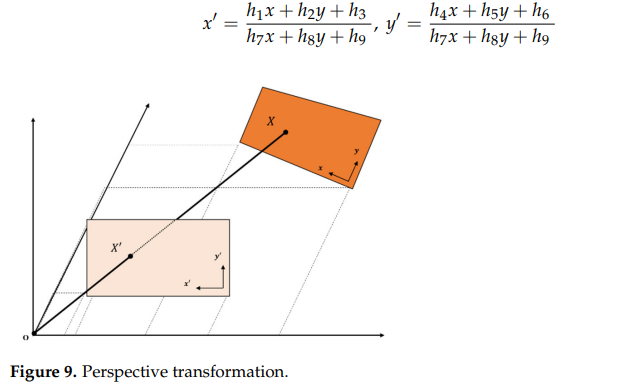 x′ = (h₁x + h₂y + h₃)/(h₇x + h₈y + h₉), y′ = (h₄x + h₅y + h₆)/(h₇x + h₈y + h₉)
X
y
x
X′
y′
x′
O
Figure 9. Perspective transformation.